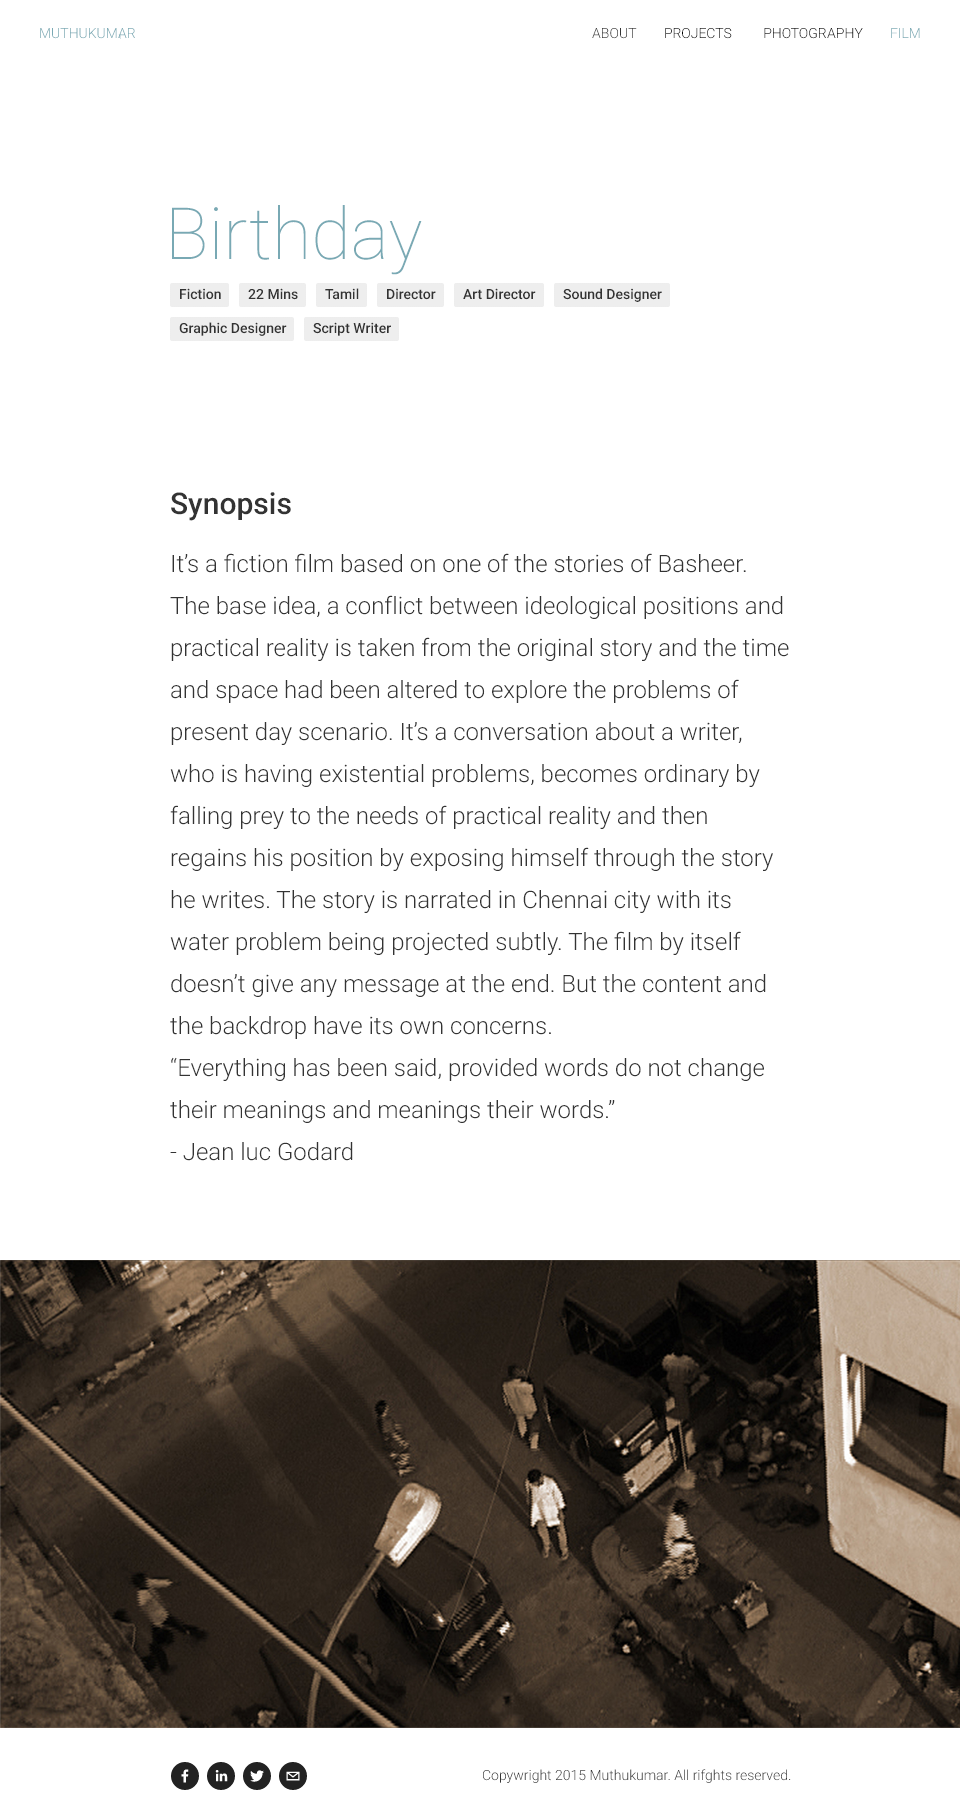 MUTHUKUMAR ABOUT PROJECTS PHOTOGRAPHY FILM
Birthday
Fiction 22 Mins Tamil Director Art Director Sound Designer
Graphic Designer Script Writer
Synopsis
It’s a fiction film based on one of the stories of Basheer.
The base idea, a conflict between ideological positions and
practical reality is taken from the original story and the time
and space had been altered to explore the problems of
present day scenario. It’s a conversation about a writer,
who is having existential problems, becomes ordinary by
falling prey to the needs of practical reality and then
regains his position by exposing himself through the story
he writes. The story is narrated in Chennai city with its
water problem being projected subtly. The film by itself
doesn’t give any message at the end. But the content and
the backdrop have its own concerns.
“Everything has been said, provided words do not change
their meanings and meanings their words.”
- Jean luc Godard
Copywright 2015 Muthukumar. All rifghts reserved.